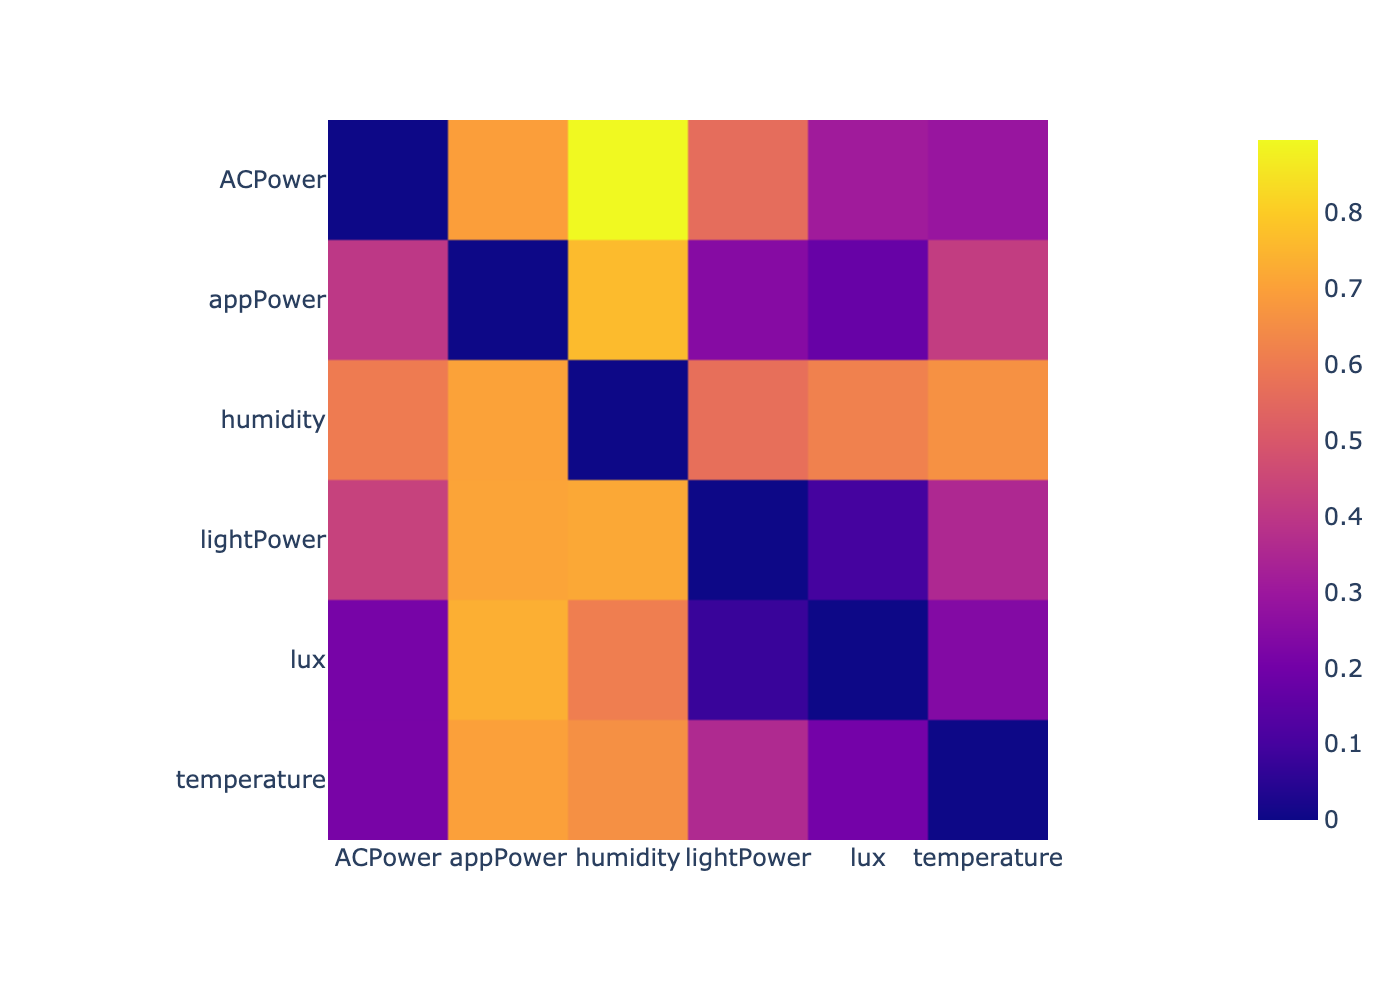 ACPower
appPower
humidity
lightPower
lux
temperature
ACPower appPower humidity lightPower lux temperature
0.8
0.7
0.6
0.5
0.4
0.3
0.2
0.1
0